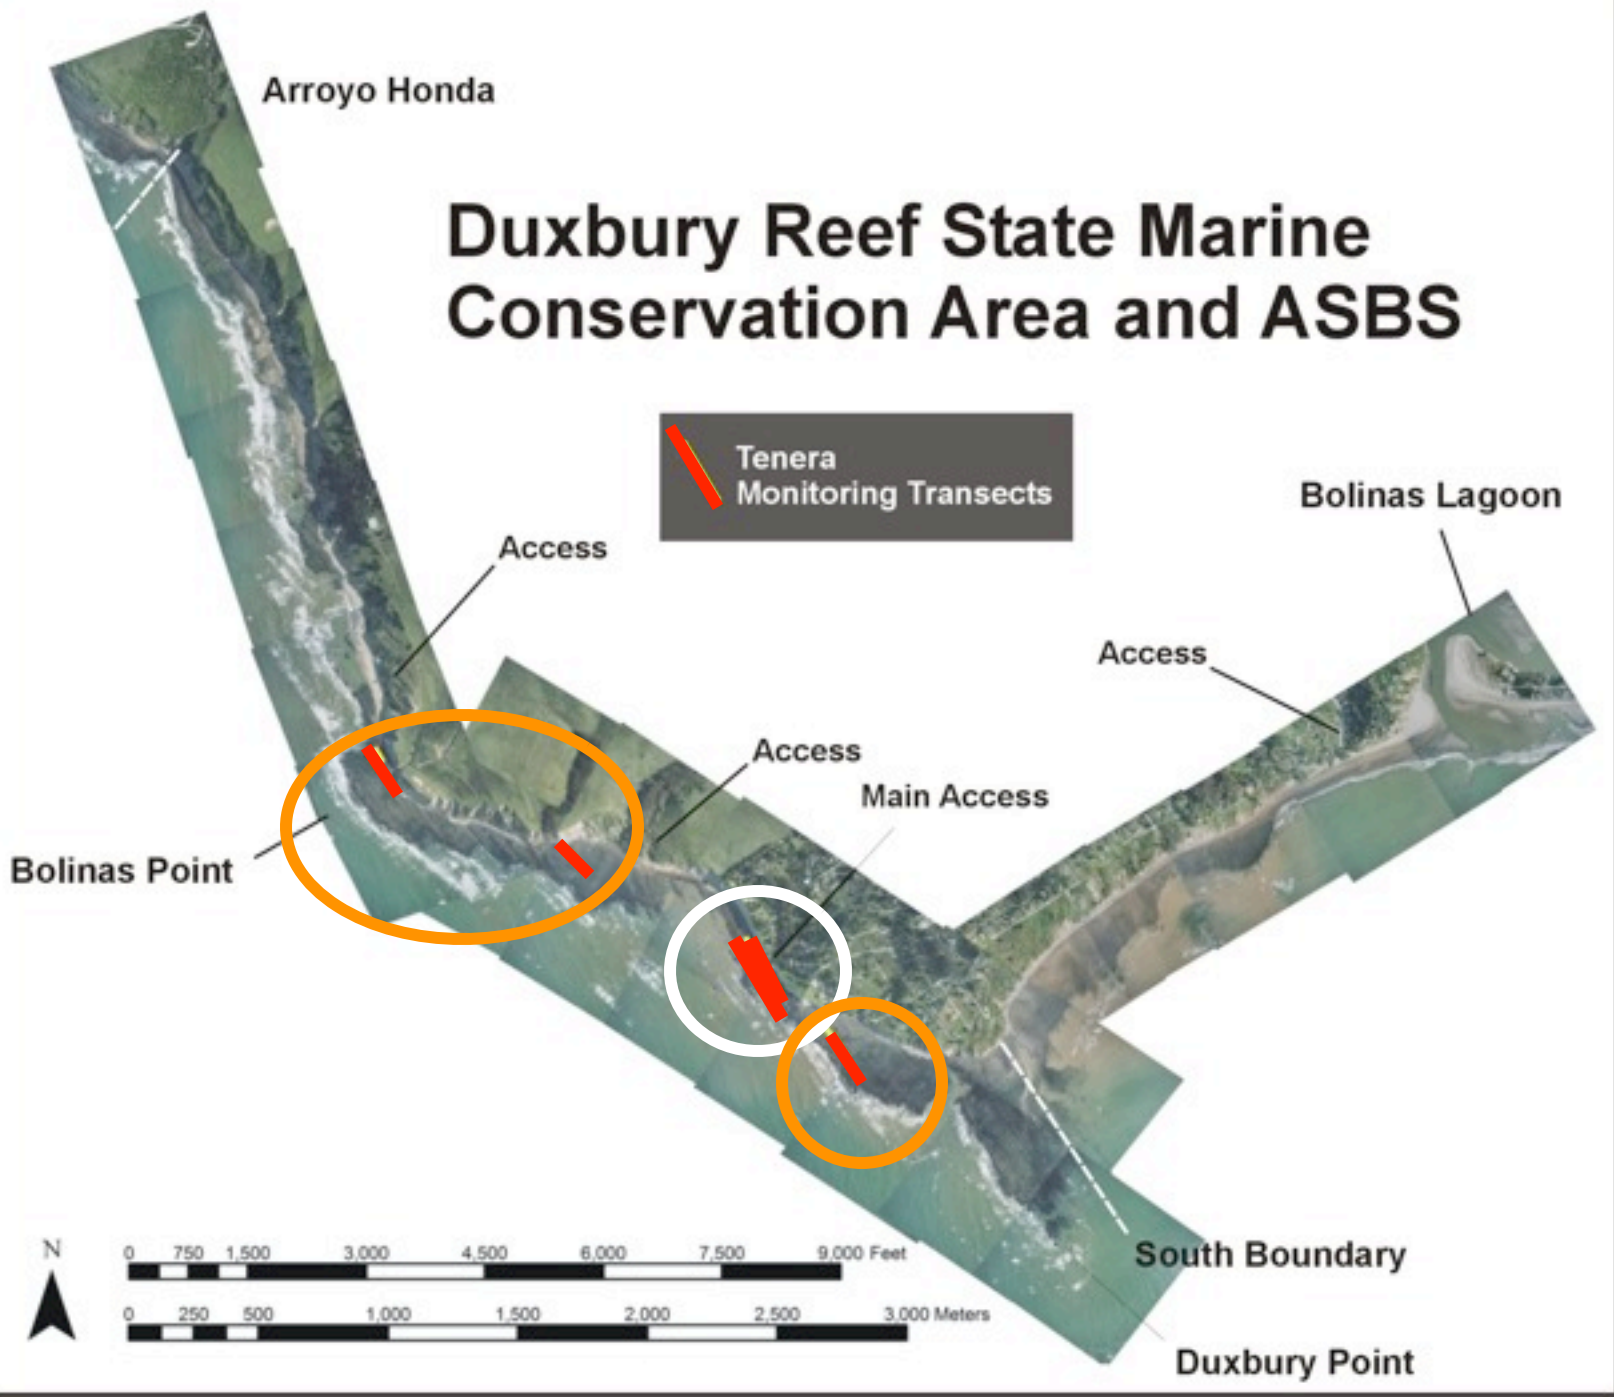 Arroyo Honda
Duxbury Reef State Marine
Conservation Area and ASBS
Tenera
Monitoring Transects
Bolinas Lagoon
Access
Access
Access
Main Access
Bolinas Point
N
0 750 1,500 3,000 4,500 6,000 7,500 9,000 Feet
0 250 500 1,000 1,500 2,000 2,500 3,000 Meters
South Boundary
Duxbury Point